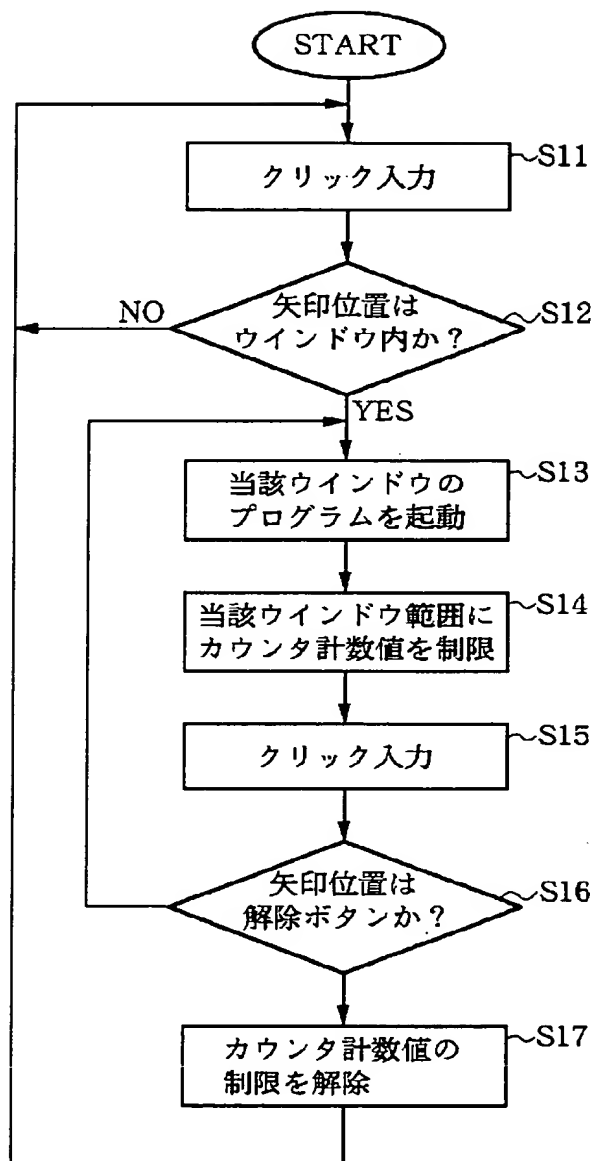 START
クリック入力
S11
矢印位置は
ウインドウ内か？
S12
NO
YES
当該ウインドウの
プログラムを起動
S13
当該ウインドウ範囲に
カウンタ計数値を制限
S14
クリック入力
S15
矢印位置は
解除ボタンか？
S16
カウンタ計数値の
制限を解除
S17